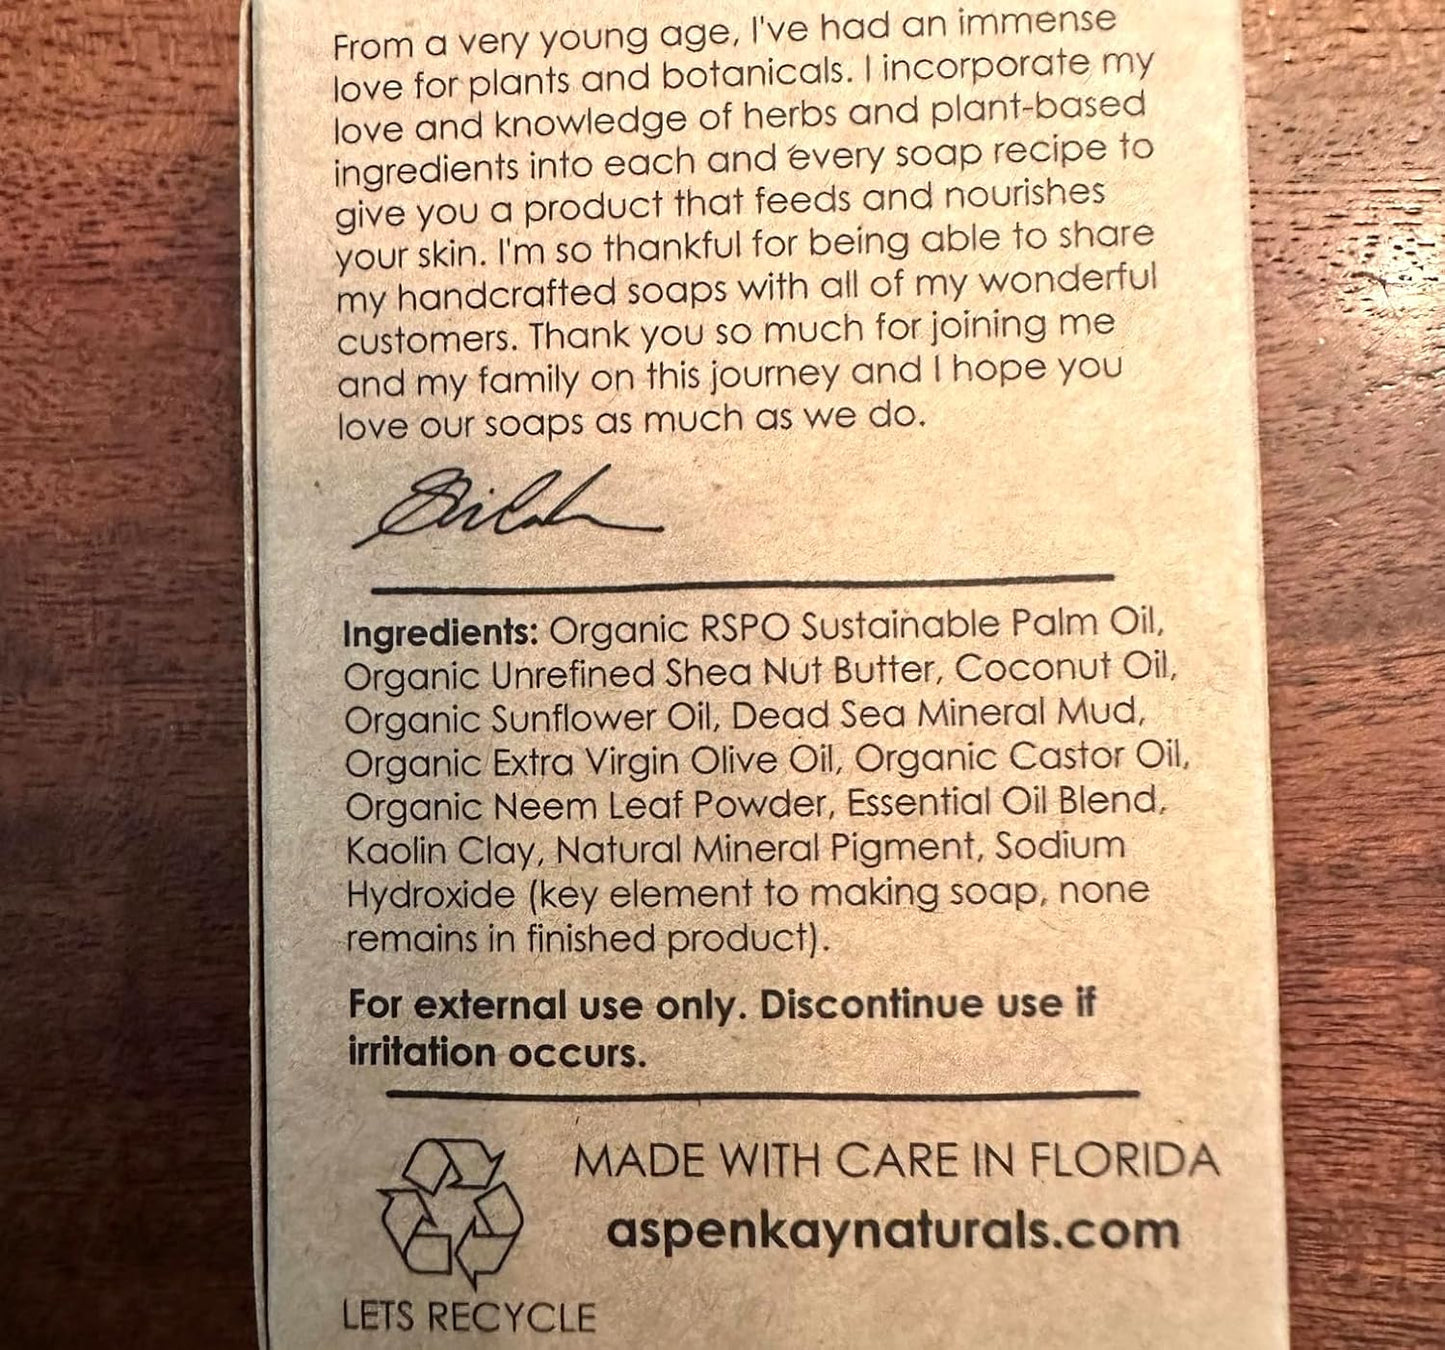 From a very young age, I've had an immense
love for plants and botanicals. I incorporate my
love and knowledge of herbs and plant-based
ingredients into each and every soap recipe to
give you a product that feeds and nourishes
your skin. I'm so thankful for being able to share
my handcrafted soaps with all of my wonderful
customers. Thank you so much for joining me
and my family on this journey and I hope you
love our soaps as much as we do.
Ingredients: Organic RSPO Sustainable Palm Oil,
Organic Unrefined Shea Nut Butter, Coconut Oil,
Organic Sunflower Oil, Dead Sea Mineral Mud,
Organic Extra Virgin Olive Oil, Organic Castor Oil,
Organic Neem Leaf Powder, Essential Oil Blend,
Kaolin Clay, Natural Mineral Pigment, Sodium
Hydroxide (key element to making soap, none
remains in finished product).
For external use only. Discontinue use if
irritation occurs.
MADE WITH CARE IN FLORIDA
aspenkaynaturals.com
LETS RECYCLE